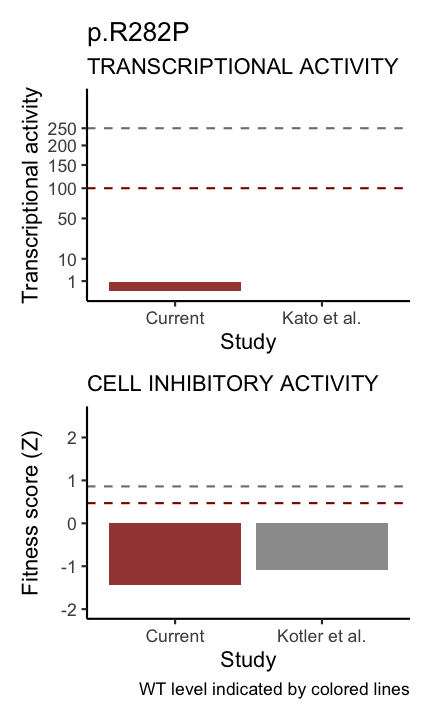 p.R282P
TRANSCRIPTIONAL ACTIVITY
Transcriptional activity
250
200
150
100
50
10
1
Current
Kato et al.
Study
CELL INHIBITORY ACTIVITY
Fitness score (Z)
2
1
0
-1
-2
Current
Kotler et al.
Study
WT level indicated by colored lines